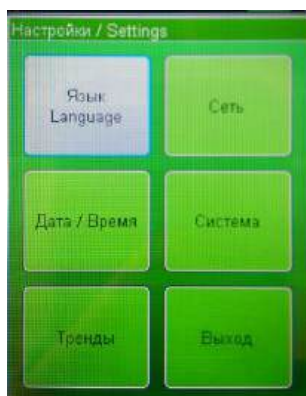 Настройки / Settings
Язык
Language
Сеть
Дата / Время
Система
Тренды
Выход